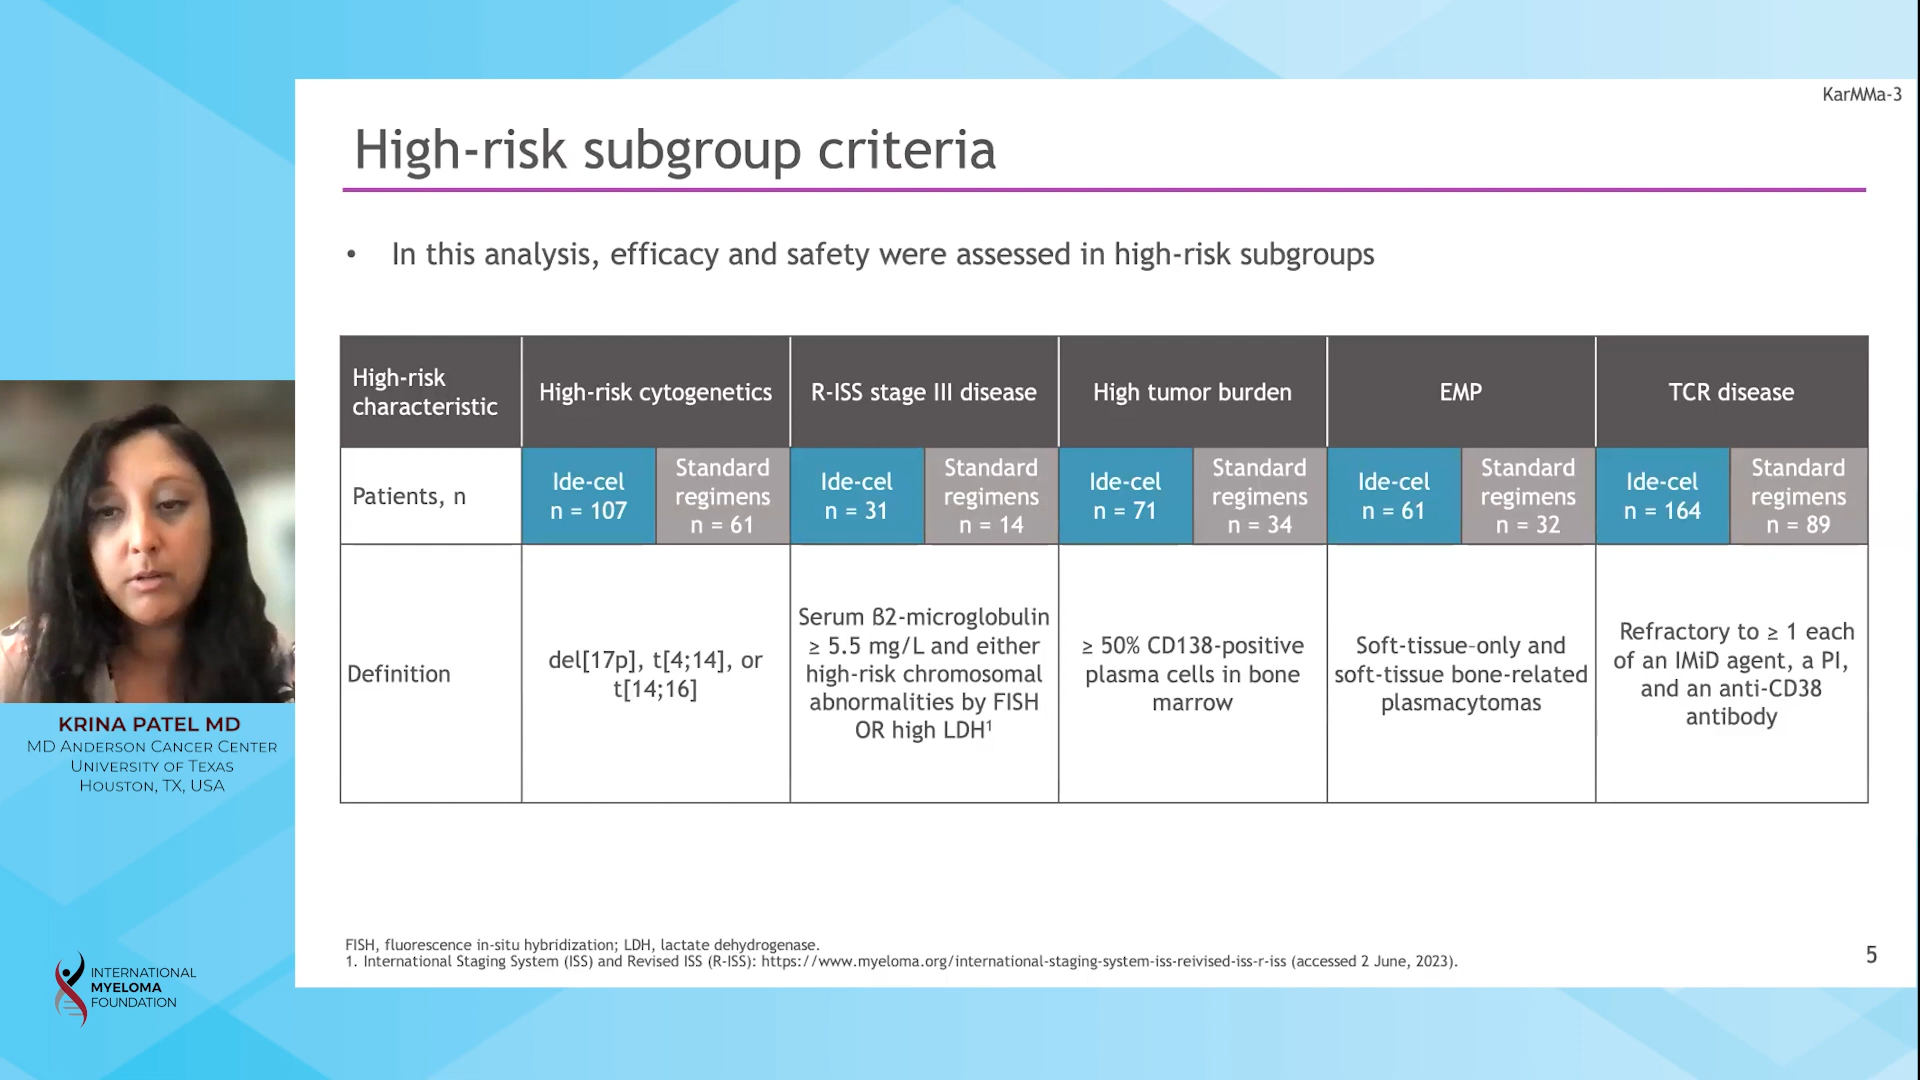 KarMMa-3
High-risk subgroup criteria
• In this analysis, efficacy and safety were assessed in high-risk subgroups
High-risk
characteristic
High-risk cytogenetics
R-ISS stage III disease
High tumor burden
EMP
TCR disease
Patients, n
Ide-cel
n = 107
Standard
regimens
n = 61
Ide-cel
n = 31
Standard
regimens
n = 14
Ide-cel
n = 71
Standard
regimens
n = 34
Ide-cel
n = 61
Standard
regimens
n = 32
Ide-cel
n = 164
Standard
regimens
n = 89
Definition
del[17p], t[4;14], or
t[14;16]
Serum β2-microglobulin
≥ 5.5 mg/L and either
high-risk chromosomal
abnormalities by FISH
OR high LDH¹
≥ 50% CD138-positive
plasma cells in bone
marrow
Soft-tissue–only and
soft-tissue bone-related
plasmacytomas
Refractory to ≥ 1 each
of an IMiD agent, a PI,
and an anti-CD38
antibody
FISH, fluorescence in-situ hybridization; LDH, lactate dehydrogenase.
1. International Staging System (ISS) and Revised ISS (R-ISS): https://www.myeloma.org/international-staging-system-iss-reivised-iss-r-iss (accessed 2 June, 2023).
5
KRINA PATEL MD
MD ANDERSON CANCER CENTER
UNIVERSITY OF TEXAS
HOUSTON, TX, USA
INTERNATIONAL
MYELOMA
FOUNDATION